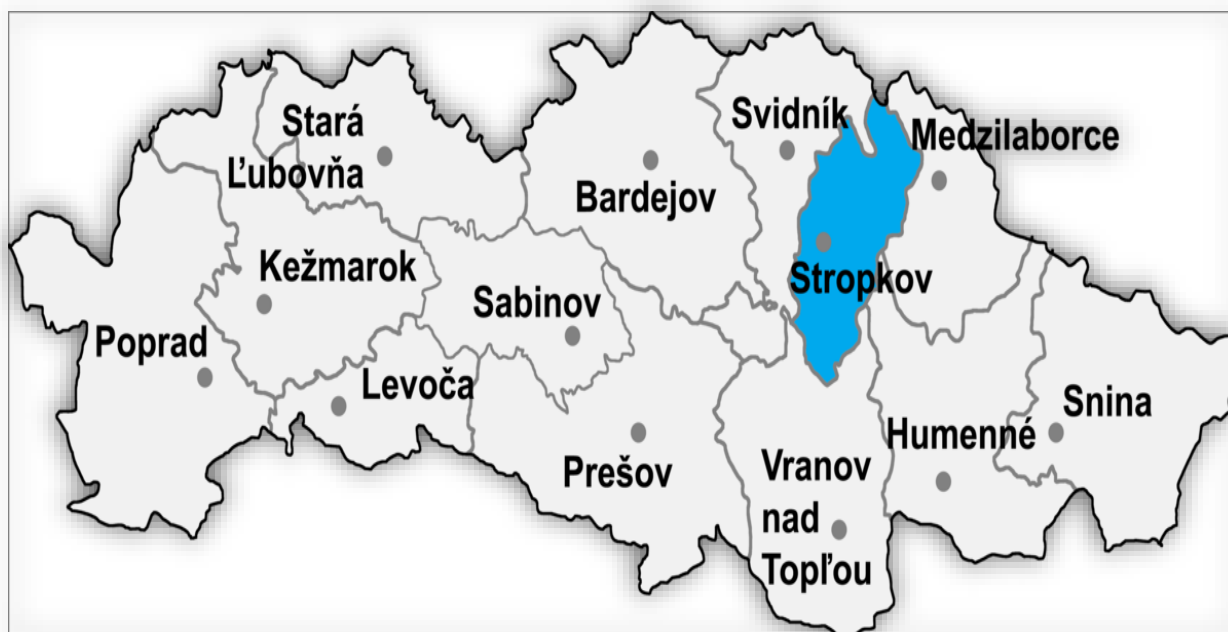 Stará
Ľubovňa
Svidník
Medzilaborce
Bardejov
Kežmarok
Stropkov
Sabinov
Poprad
Levoča
Snina
Humenné
Prešov
Vranov
nad
Topľou